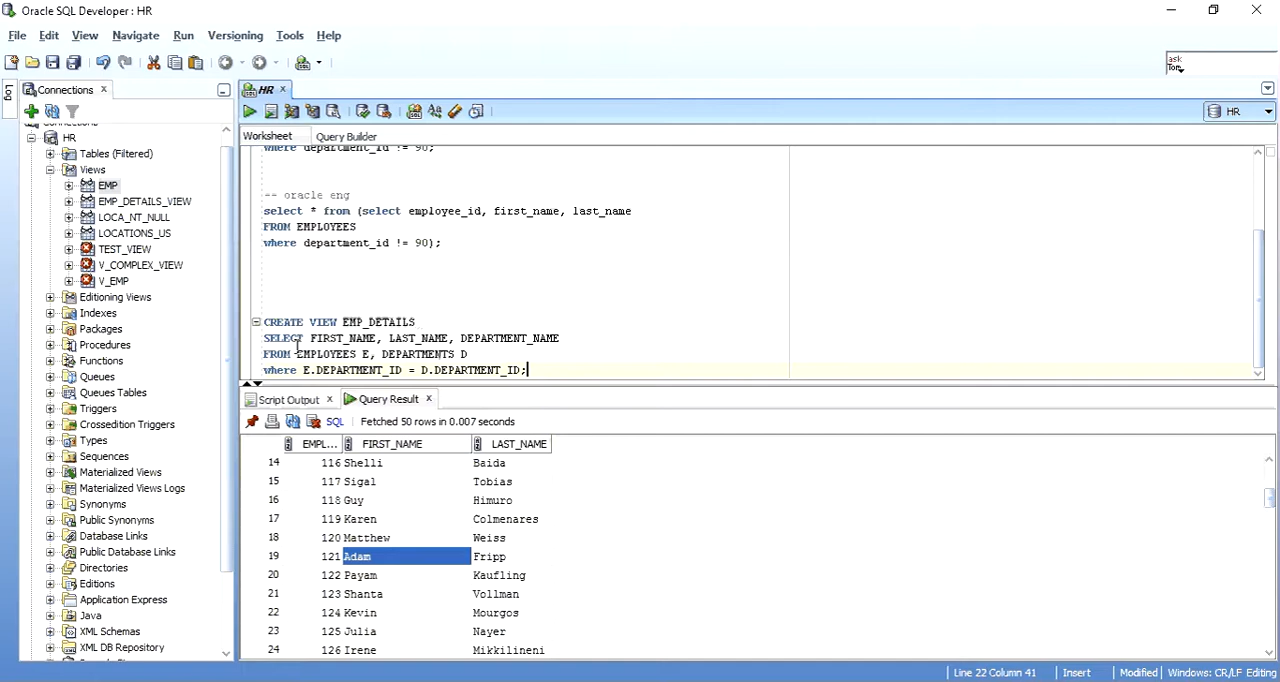 Oracle SQL Developer : HR
File Edit View Navigate Run Versioning Tools Help
ask
Tom
Log
Connections
HR
HR
Worksheet Query Builder
Connections
HR
Tables (Filtered)
Views
EMP
EMP_DETAILS_VIEW
LOCA_NT_NULL
LOCATIONS_US
TEST_VIEW
V_COMPLEX_VIEW
V_EMP
Editioning Views
Indexes
Packages
Procedures
Functions
Queues
Queues Tables
Triggers
Crossedition Triggers
Types
Sequences
Materialized Views
Materialized Views Logs
Synonyms
Public Synonyms
Database Links
Public Database Links
Directories
Editions
Application Express
Java
XML Schemas
XML DB Repository
where department_id != 90);
-- oracle eng
select * from (select employee_id, first_name, last_name
FROM EMPLOYEES
where department_id != 90);
CREATE VIEW EMP_DETAILS
SELECT FIRST_NAME, LAST_NAME, DEPARTMENT_NAME
FROM EMPLOYEES E, DEPARTMENTS D
where E.DEPARTMENT_ID = D.DEPARTMENT_ID;
Script Output Query Result
SQL Fetched 50 rows in 0.007 seconds
EMPL... FIRST_NAME LAST_NAME
14 116 Shelli Baida
15 117 Sigal Tobias
16 118 Guy Himuro
17 119 Karen Colmenares
18 120 Matthew Weiss
19 121 Adam Fripp
20 122 Payam Kaufling
21 123 Shanta Vollman
22 124 Kevin Mourgos
23 125 Julia Nayer
24 126 Irene Mikkilineni
Line 22 Column 41 Insert Modified Windows: CR/LF Editing